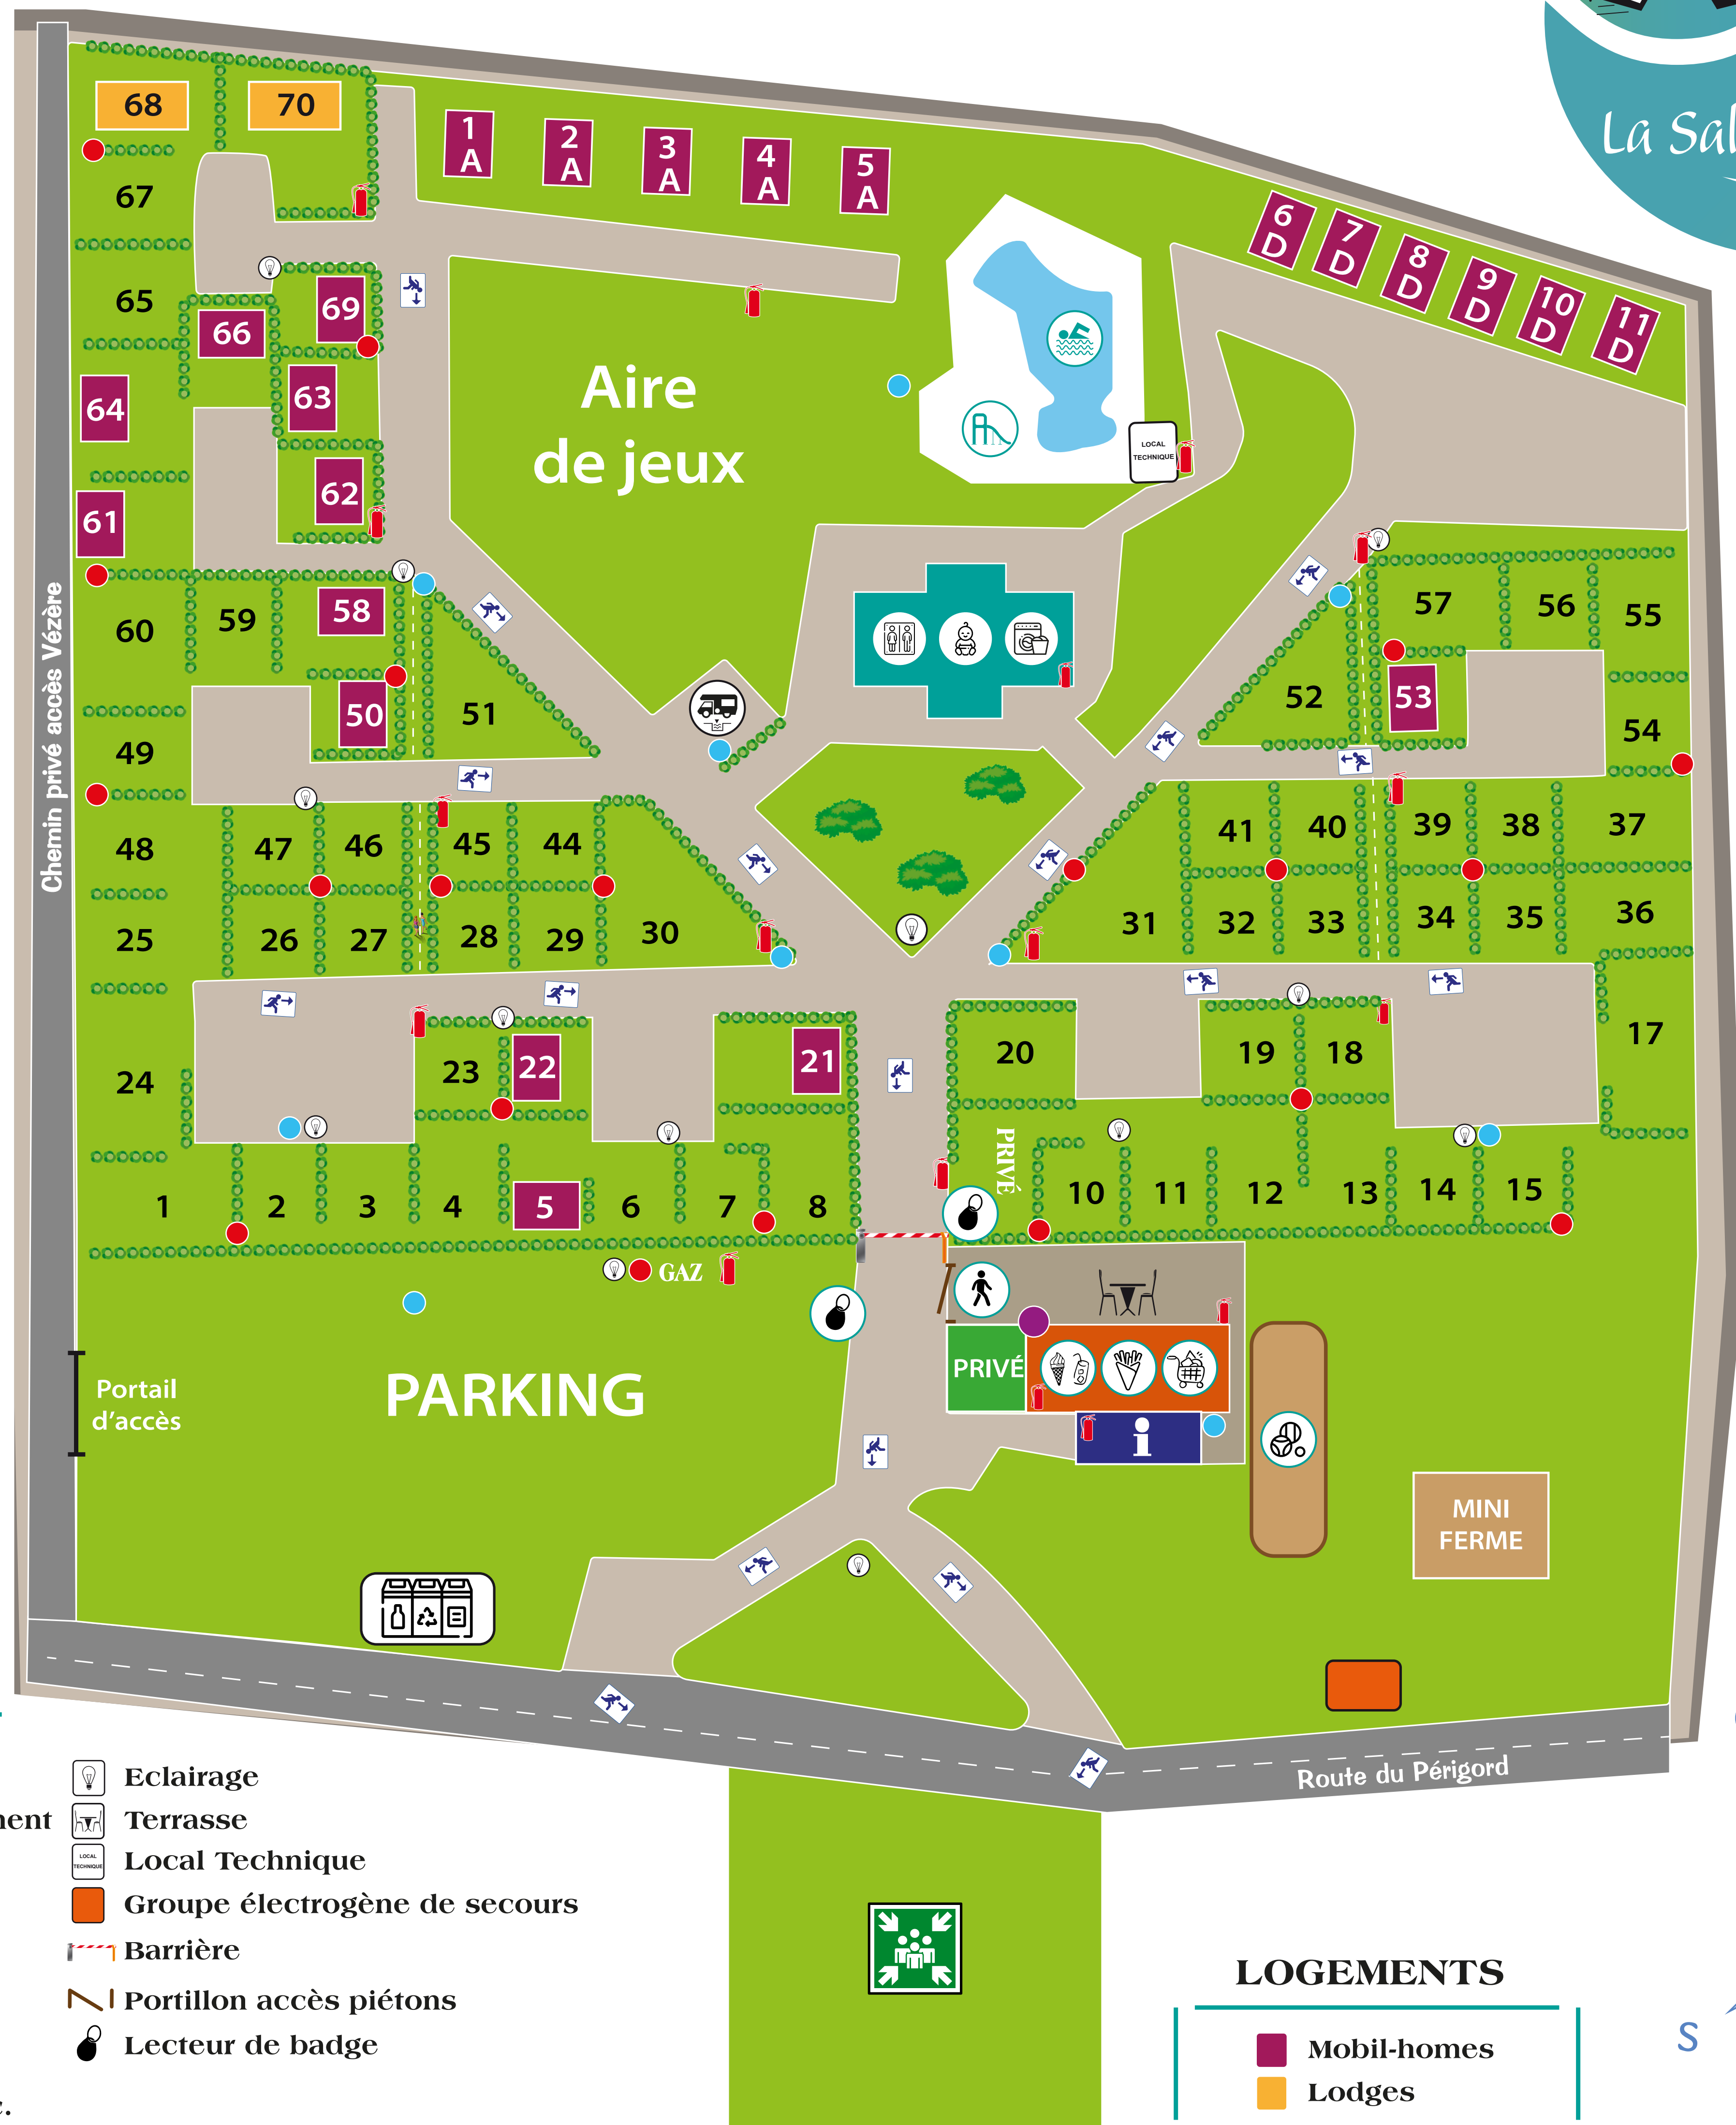 La Sal
68 70
1 A
2 A
3 A
4 A
5 A
6 D
7 D
8 D
9 D
10 D
11 D
67
65
66
69
64
63
62
61
Aire
de jeux
LOCAL
TECHNIQUE
Chemin privé accès Vézère
60 59 58
50 51
49
57 56 55
52 53
54
48 47 46 45 44
41 40 39 38 37
25 26 27 28 29 30
31 32 33 34 35 36
24 23 22 21
20 19 18 17
PRIVÉ
1 2 3 4 5 6 7 8
10 11 12 13 14 15
GAZ
Portail
d'accès
PARKING
PRIVÉ
i
MINI
FERME
Route du Périgord
Eclairage
ment
Terrasse
LOCAL
TECHNIQUE
Local Technique
Groupe électrogène de secours
Barrière
Portillon accès piétons
Lecteur de badge
LOGEMENTS
Mobil-homes
Lodges
S